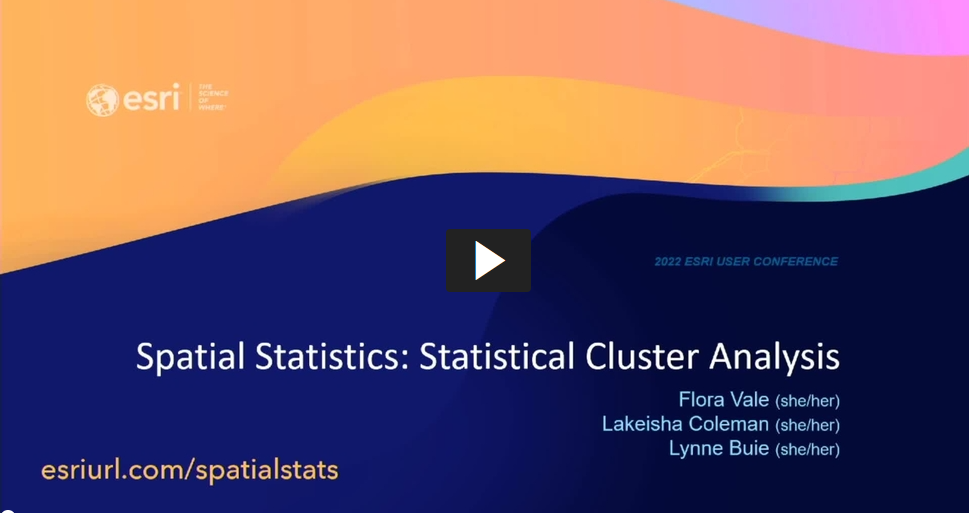 esri
THE
SCIENCE
OF
WHERE
2022 ESRI USER CONFERENCE
Spatial Statistics: Statistical Cluster Analysis
Flora Vale (she/her)
Lakeisha Coleman (she/her)
Lynne Buie (she/her)
esriurl.com/spatialstats